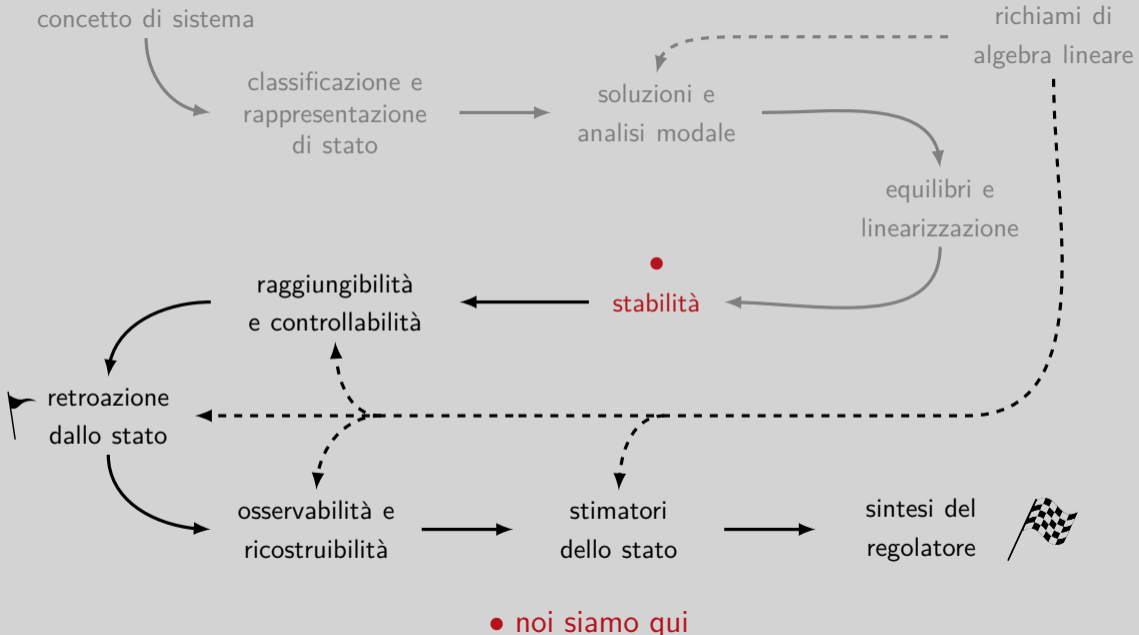 concetto di sistema
richiami di
algebra lineare
classificazione e
rappresentazione
di stato
soluzioni e
analisi modale
equilibri e
linearizzazione
stabilità
raggiungibilità
e controllabilità
retroazione
dallo stato
osservabilità e
ricostruibilità
stimatori
dello stato
sintesi del
regolatore
• noi siamo qui